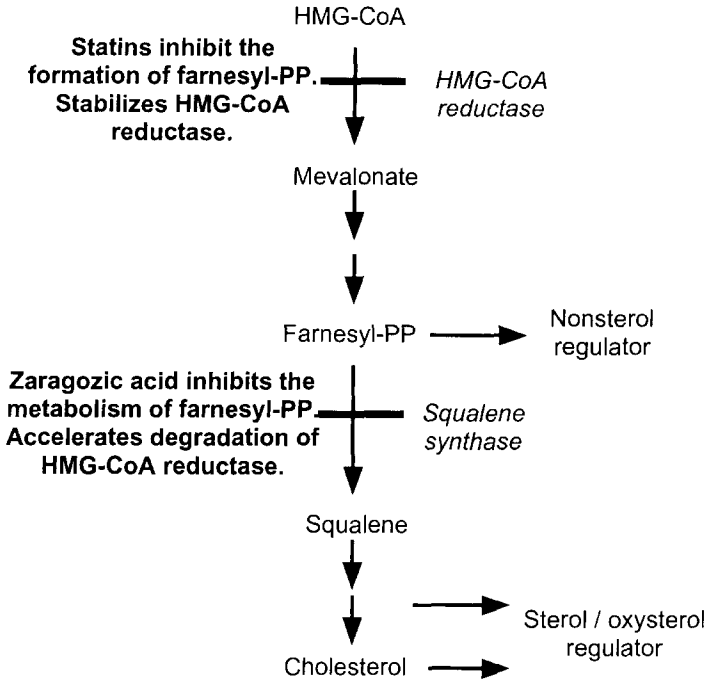 HMG-CoA
Statins inhibit the
formation of farnesyl-PP.
Stabilizes HMG-CoA
reductase.
HMG-CoA
reductase
Mevalonate
Farnesyl-PP
Nonsterol
regulator
Zaragozic acid inhibits the
metabolism of farnesyl-PP.
Accelerates degradation of
HMG-CoA reductase.
Squalene
synthase
Squalene
Sterol / oxysterol
regulator
Cholesterol